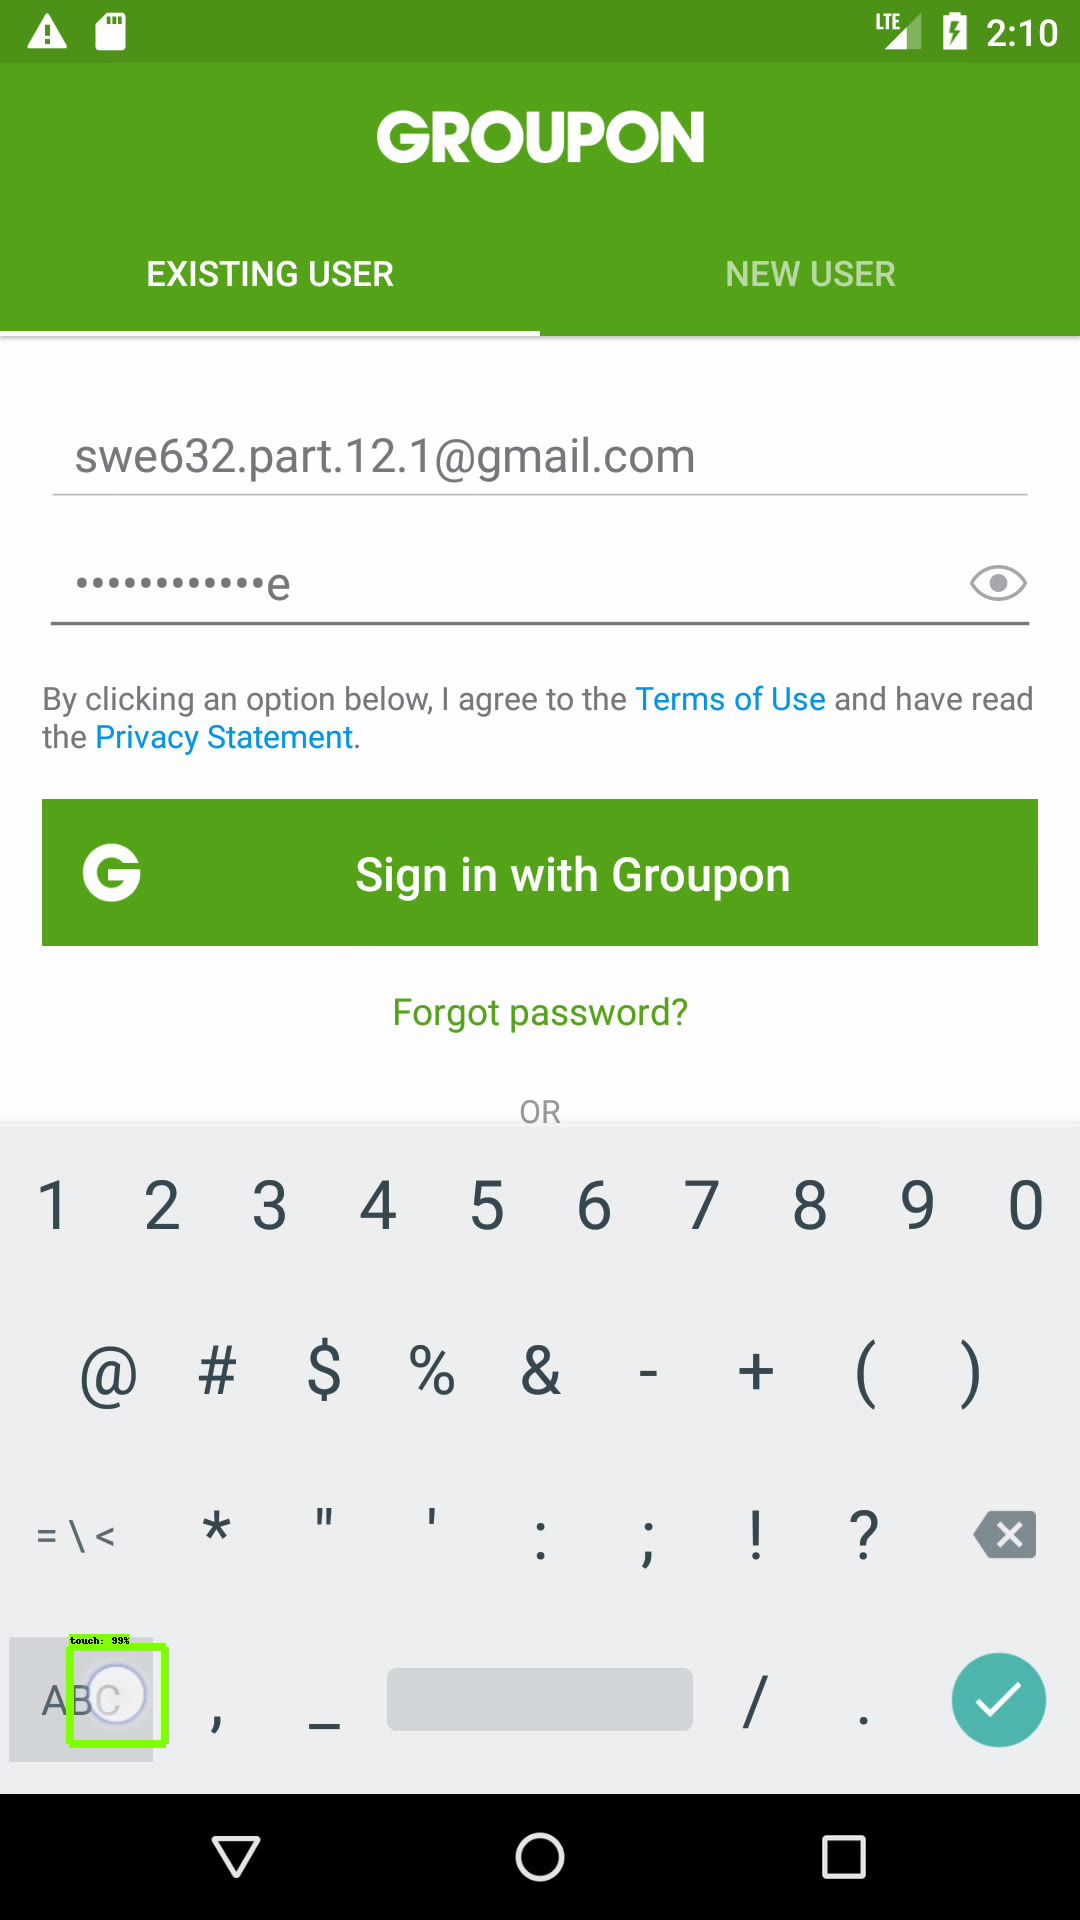 LTE 2:10
GROUPON
EXISTING USER NEW USER
swe632.part.12.1@gmail.com
••••••••••••e
By clicking an option below, I agree to the Terms of Use and have read
the Privacy Statement.
G Sign in with Groupon
Forgot password?
OR
1 2 3 4 5 6 7 8 9 0
@ # $ % & - + ( )
= \ < * " ' : ; ! ?
touch: 99%
ABC , _ / .